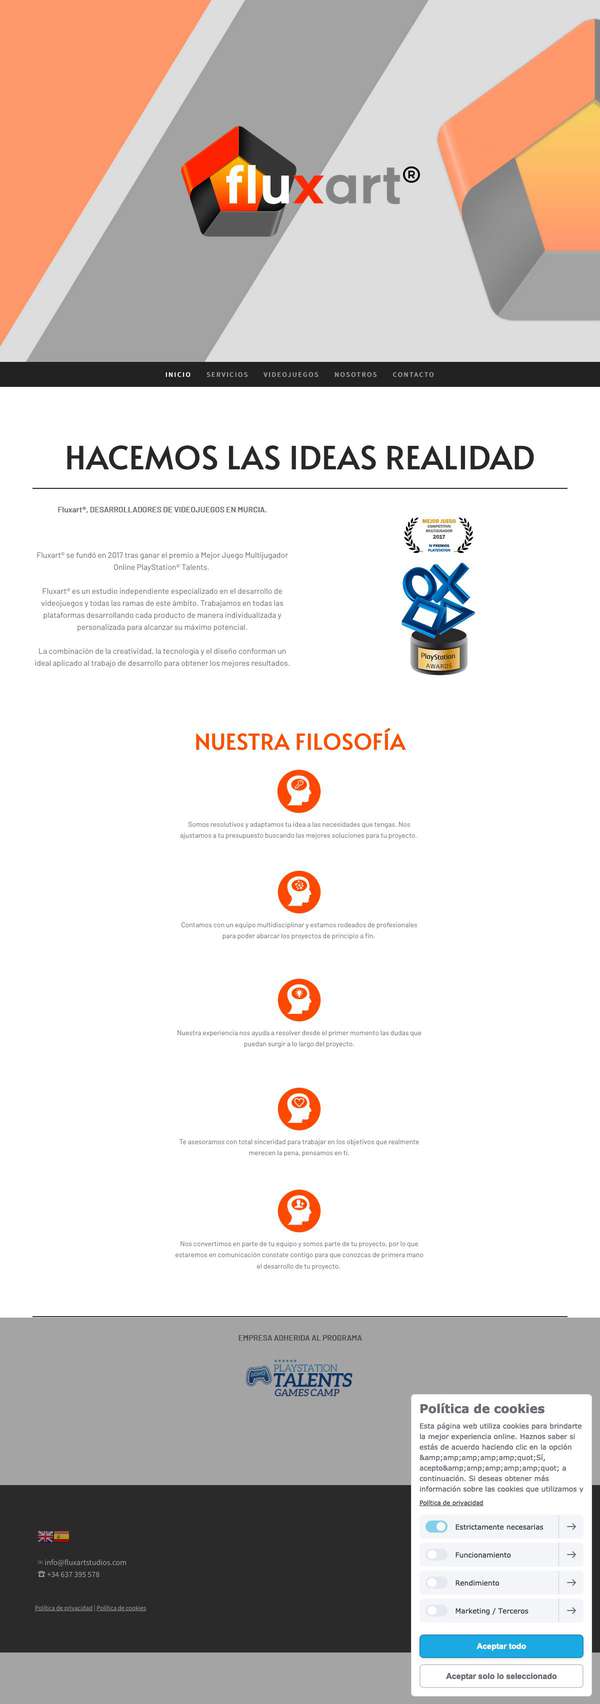 fluxart®
INICIO SERVICIOS VIDEOJUEGOS NOSOTROS CONTACTO
HACEMOS LAS IDEAS REALIDAD
Fluxart®, DESARROLLADORES DE VIDEOJUEGOS EN MURCIA.
Fluxart® se fundó en 2017 tras ganar el premio a Mejor Juego Multijugador
Online PlayStation® Talents.
Fluxart® es un estudio independiente especializado en el desarrollo de
videojuegos y todas las ramas de este ámbito. Trabajamos en todas las
plataformas desarrollando cada producto de manera individualizada y
personalizada para alcanzar su máximo potencial.
La combinación de la creatividad, la tecnología y el diseño conforman un
ideal aplicado al trabajo de desarrollo para obtener los mejores resultados.
MEJOR JUEGO
COMPETITIVO
MULTIJUGADOR
2017
IV PREMIOS
PLAYSTATION
PlayStation
AWARDS
NUESTRA FILOSOFÍA
Somos resolutivos y adaptamos tu idea a las necesidades que tengas. Nos
ajustamos a tu presupuesto buscando las mejores soluciones para tu proyecto.
Contamos con un equipo multidisciplinar y estamos rodeados de profesionales
para poder abarcar los proyectos de principio a fin.
Nuestra experiencia nos ayuda a resolver desde el primer momento las dudas que
puedan surgir a lo largo del proyecto.
Te asesoramos con total sinceridad para trabajar en los objetivos que realmente
merecen la pena, pensamos en ti.
Nos convertimos en parte de tu equipo y somos parte de tu proyecto, por lo que
estaremos en comunicación constate contigo para que conozcas de primera mano
el desarrollo de tu proyecto.
EMPRESA ADHERIDA AL PROGRAMA
PLAYSTATION
TALENTS
GAMES CAMP
info@fluxartstudios.com
+34 637 395 578
Política de privacidad | Política de cookies
Política de cookies
Esta página web utiliza cookies para brindarte
la mejor experiencia online. Haznos saber si
estás de acuerdo haciendo clic en la opción
&amp;amp;amp;amp;amp;quot;Sí,
acepto&amp;amp;amp;amp;amp;quot; a
continuación. Si deseas obtener más
información sobre las cookies que utilizamos y
Política de privacidad
Estrictamente necesarias
Funcionamiento
Rendimiento
Marketing / Terceros
Aceptar todo
Aceptar solo lo seleccionado